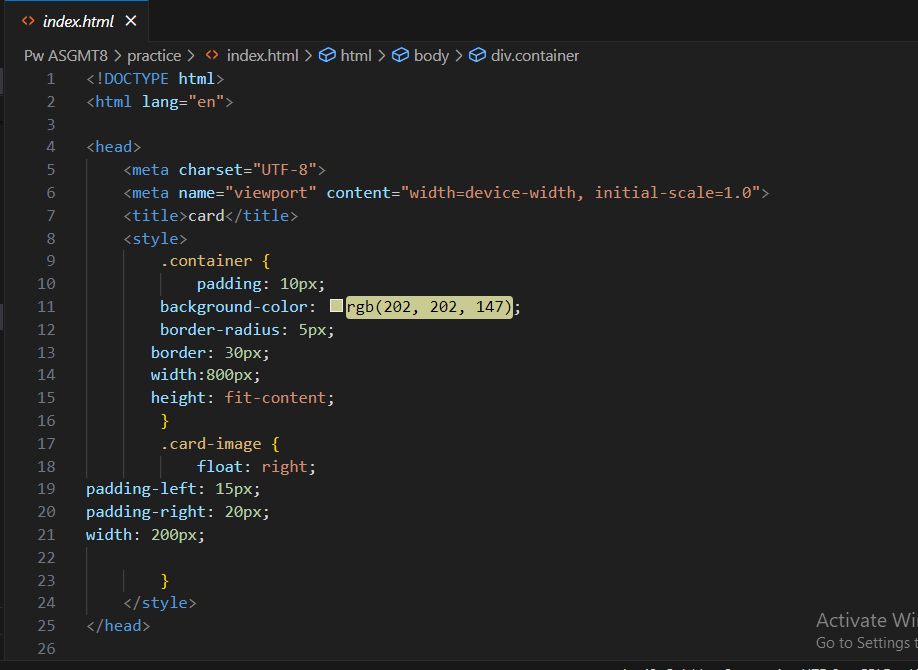 index.html ×
Pw ASGMT8 > practice > <> index.html > html > body > div.container
1 <!DOCTYPE html>
2 <html lang="en">
3
4 <head>
5 <meta charset="UTF-8">
6 <meta name="viewport" content="width=device-width, initial-scale=1.0">
7 <title>card</title>
8 <style>
9 .container {
10 padding: 10px;
11 background-color: rgb(202, 202, 147);
12 border-radius: 5px;
13 border: 30px;
14 width:800px;
15 height: fit-content;
16 }
17 .card-image {
18 float: right;
19 padding-left: 15px;
20 padding-right: 20px;
21 width: 200px;
22
23 }
24 </style>
25 </head>
26
Activate Wi
Go to Settings t